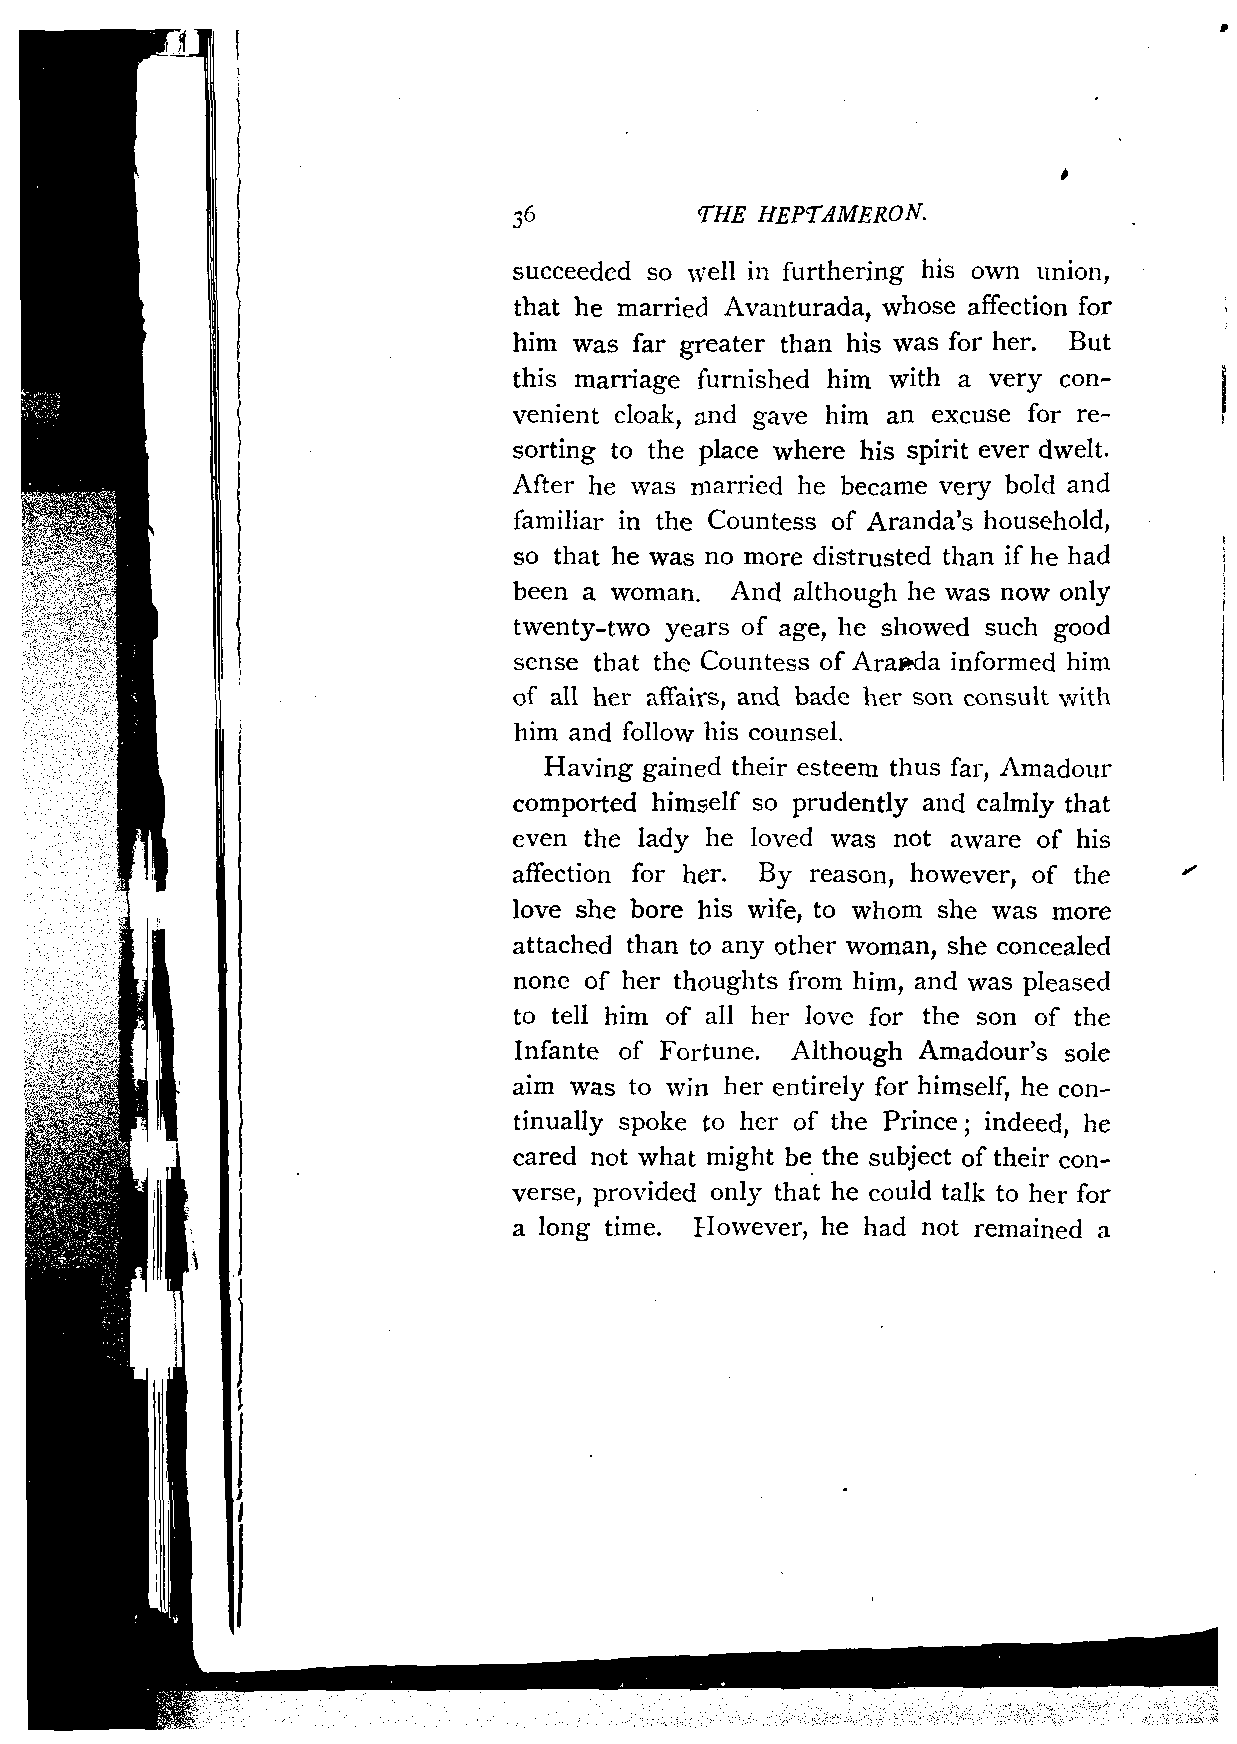 36 THE HEPTAMERON.
succeeded so well in furthering his own union,
that he married Avanturada, whose affection for
him was far greater than his was for her. But
this marriage furnished him with a very con-
venient cloak, and gave him an excuse for re-
sorting to the place where his spirit ever dwelt.
After he was married he became very bold and
familiar in the Countess of Aranda's household,
so that he was no more distrusted than if he had
been a woman. And although he was now only
twenty-two years of age, he showed such good
sense that the Countess of Aranda informed him
of all her affairs, and bade her son consult with
him and follow his counsel.
Having gained their esteem thus far, Amadour
comported himself so prudently and calmly that
even the lady he loved was not aware of his
affection for her. By reason, however, of the
love she bore his wife, to whom she was more
attached than to any other woman, she concealed
none of her thoughts from him, and was pleased
to tell him of all her love for the son of the
Infante of Fortune. Although Amadour's sole
aim was to win her entirely for himself, he con-
tinually spoke to her of the Prince; indeed, he
cared not what might be the subject of their con-
verse, provided only that he could talk to her for
a long time. However, he had not remained a